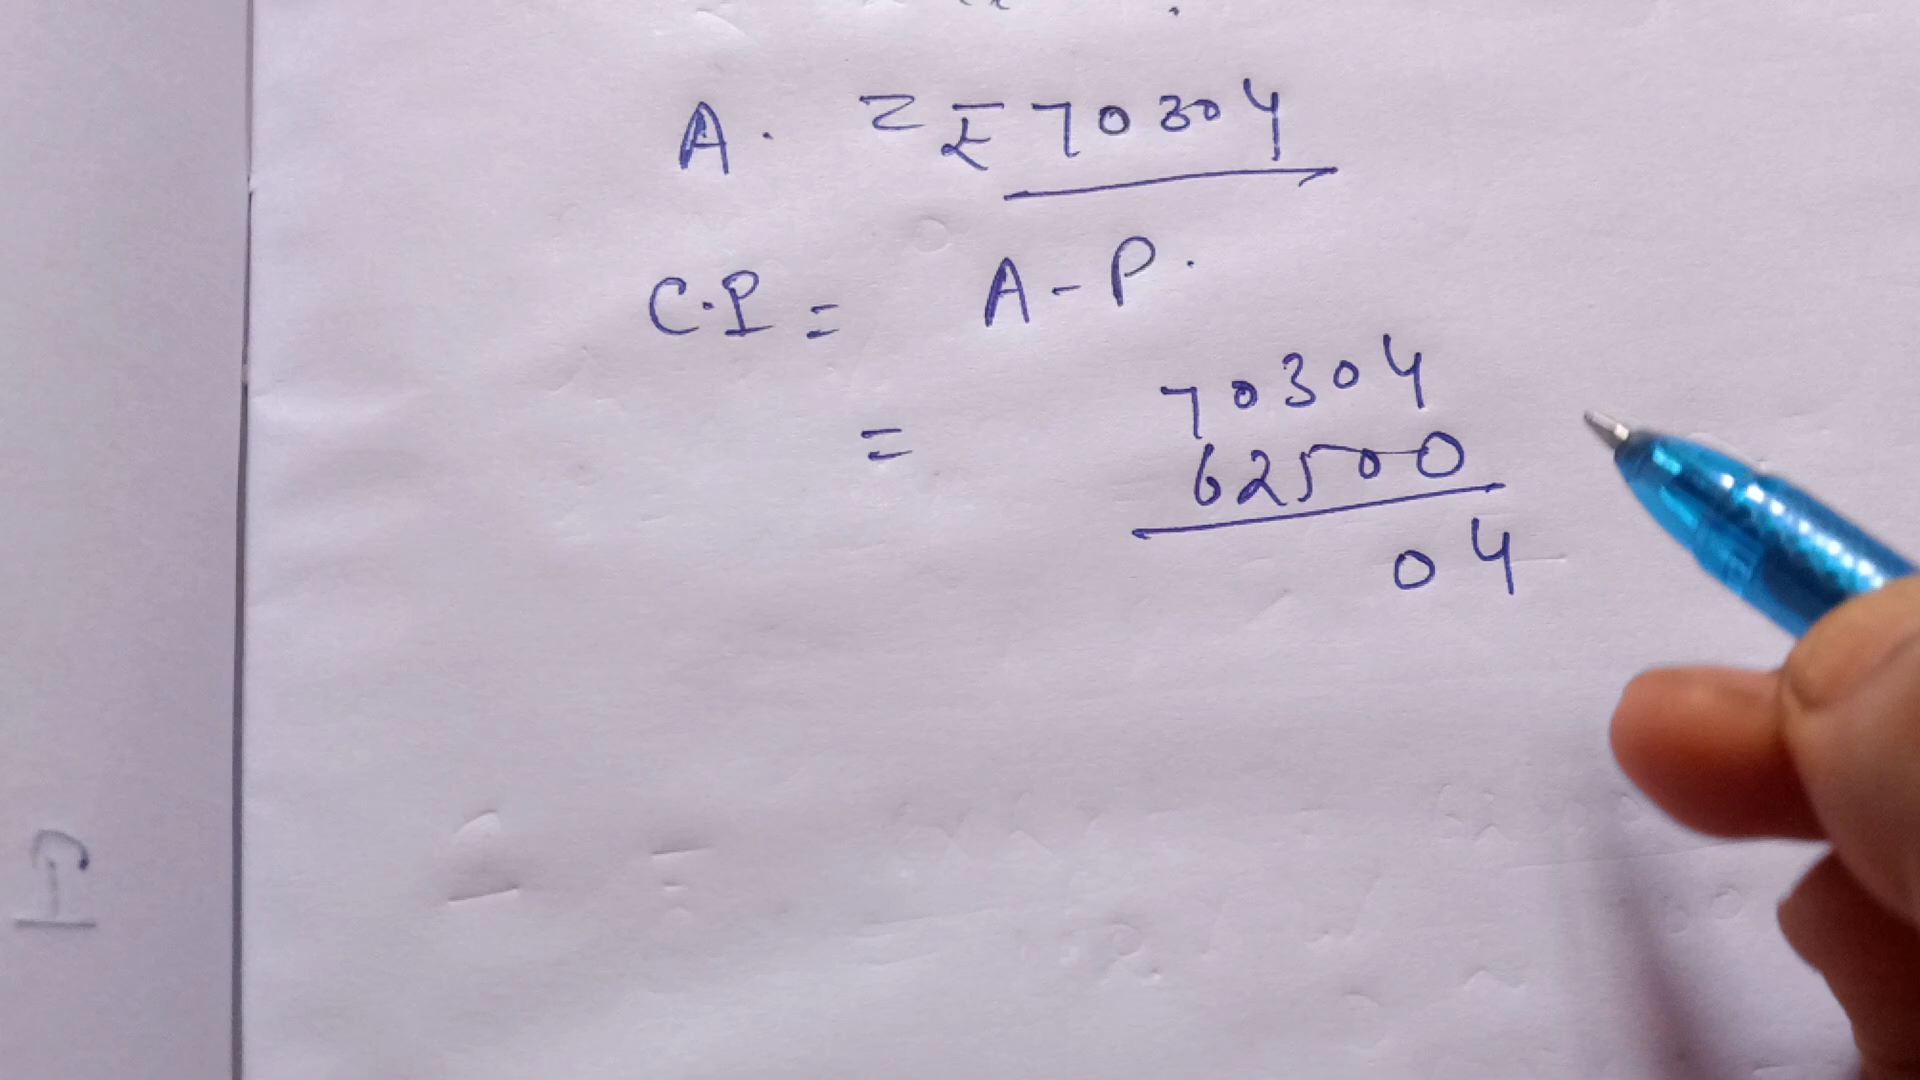 A. = ₹ 70304
C.I = A - P.
= 70304
62500
04